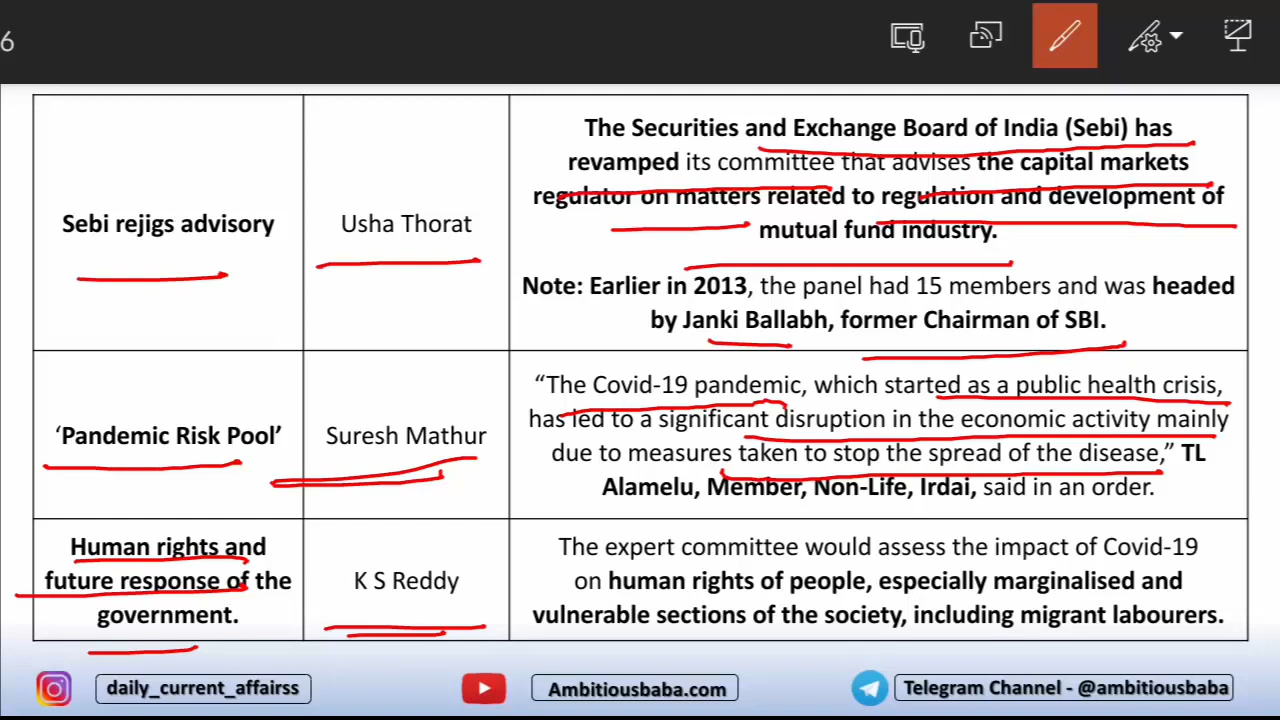 6
Sebi rejigs advisory
Usha Thorat
The Securities and Exchange Board of India (Sebi) has
revamped its committee that advises the capital markets
regulator on matters related to regulation and development of
mutual fund industry.
Note: Earlier in 2013, the panel had 15 members and was headed
by Janki Ballabh, former Chairman of SBI.
‘Pandemic Risk Pool’
Suresh Mathur
“The Covid-19 pandemic, which started as a public health crisis,
has led to a significant disruption in the economic activity mainly
due to measures taken to stop the spread of the disease,” TL
Alamelu, Member, Non-Life, Irdai, said in an order.
Human rights and
future response of the
government.
K S Reddy
The expert committee would assess the impact of Covid-19
on human rights of people, especially marginalised and
vulnerable sections of the society, including migrant labourers.
daily_current_affairss
Ambitiousbaba.com
Telegram Channel - @ambitiousbaba